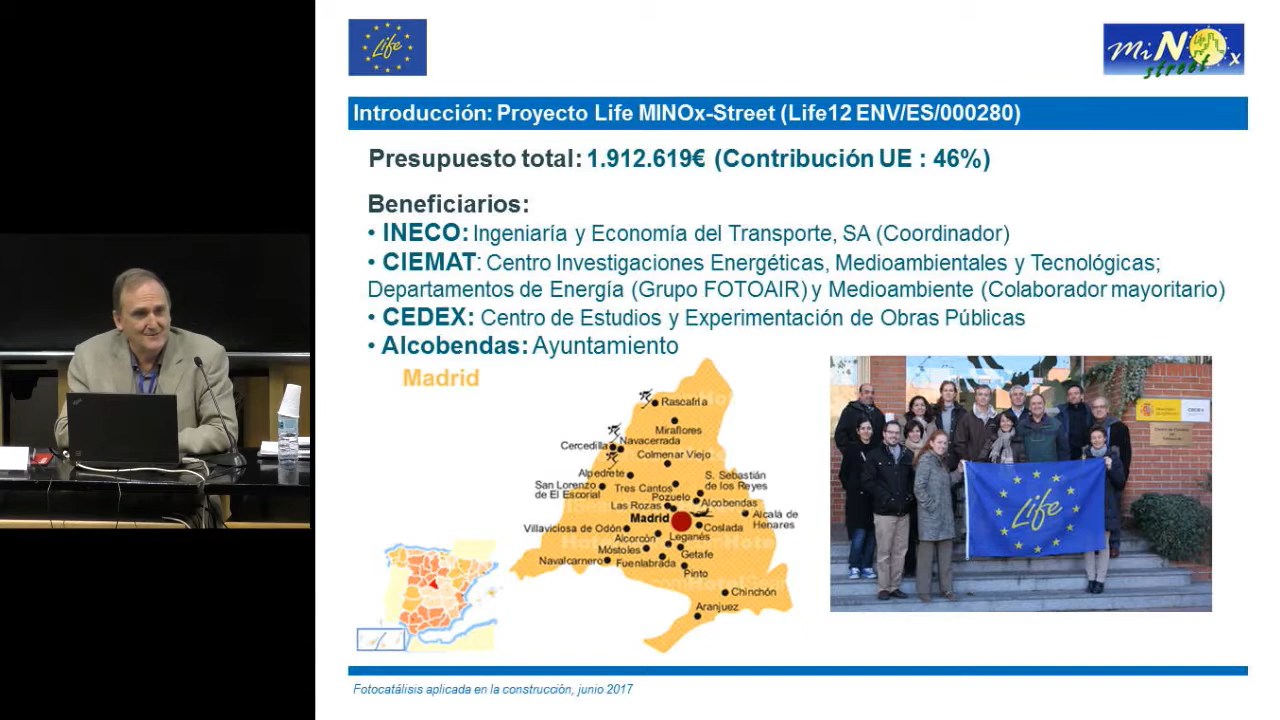 Life
MiNOx
street
Introducción: Proyecto Life MINOx-Street (Life12 ENV/ES/000280)
Presupuesto total: 1.912.619€ (Contribución UE : 46%)
Beneficiarios:
• INECO: Ingeniaría y Economía del Transporte, SA (Coordinador)
• CIEMAT: Centro Investigaciones Energéticas, Medioambientales y Tecnológicas;
Departamentos de Energía (Grupo FOTOAIR) y Medioambiente (Colaborador mayoritario)
• CEDEX: Centro de Estudios y Experimentación de Obras Públicas
• Alcobendas: Ayuntamiento
Madrid
Rascafría
Miraflores
Navacerrada
Cercedilla
Colmenar Viejo
Alpedrete
S. Sebastián
de los Reyes
San Lorenzo
de El Escorial
Tres Cantos
Pozuelo
Alcobendas
Las Rozas
Madrid
Alcalá de
Henares
Villaviciosa de Odón
Coslada
Alcorcón
Leganés
Móstoles
Getafe
Navalcarnero
Fuenlabrada
Pinto
Chinchón
Aranjuez
Life
CEDEX
Fotocatálisis aplicada en la construcción, junio 2017